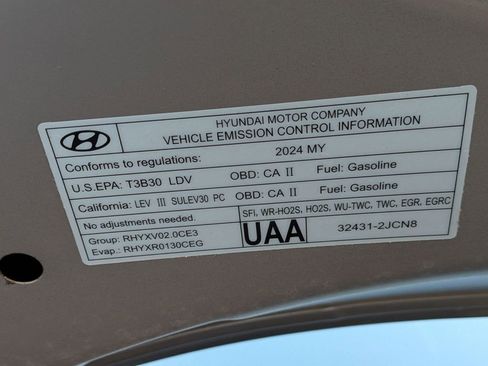 HYUNDAI MOTOR COMPANY
VEHICLE EMISSION CONTROL INFORMATION
Conforms to regulations: 2024 MY
U.S.EPA: T3B30 LDV OBD: CA II Fuel: Gasoline
California: LEV III SULEV30 PC OBD: CA II Fuel: Gasoline
No adjustments needed. SFI, WR-HO2S, HO2S, WU-TWC, TWC, EGR, EGRC
Group: RHYXV02.0CE3
Evap.: RHYXR0130CEG
UAA 32431-2JCN8